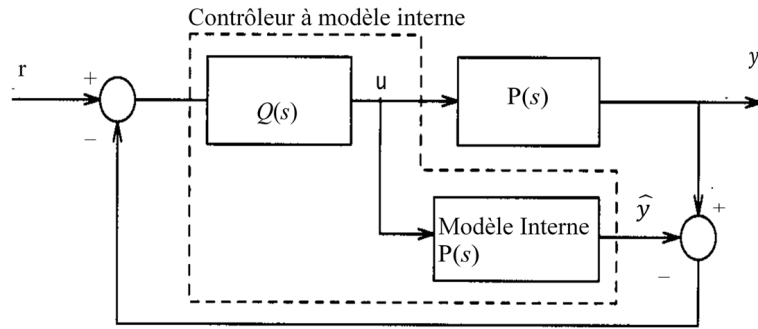 Contrôleur à modèle interne
r
+
−
Q(s)
u
P(s)
y
Modèle Interne
P(s)
ŷ
+
−